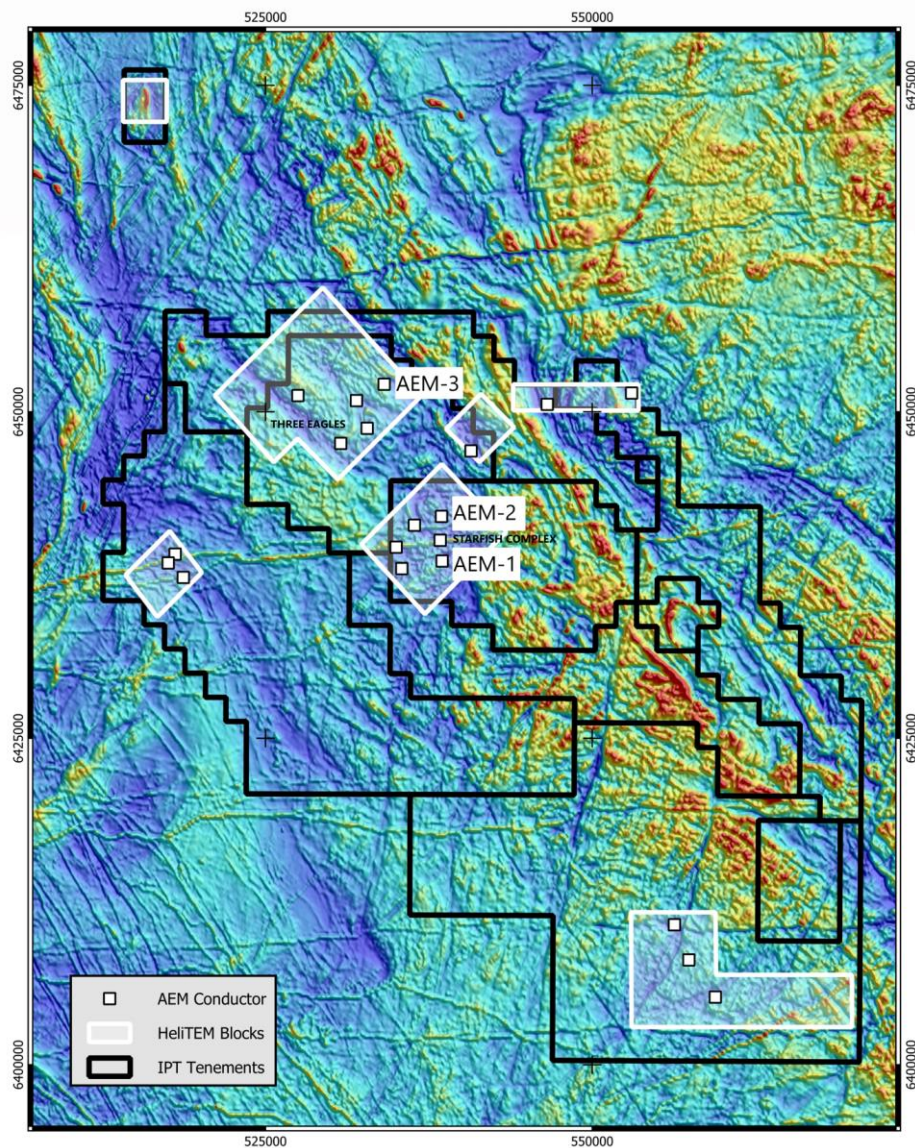 525000
550000
6475000
6475000
AEM-3
6450000
THREE EAGLES
6450000
AEM-2
STARFISH COMPLEX
AEM-1
6425000
6425000
AEM Conductor
HeliTEM Blocks
IPT Tenements
6400000
6400000
525000
550000